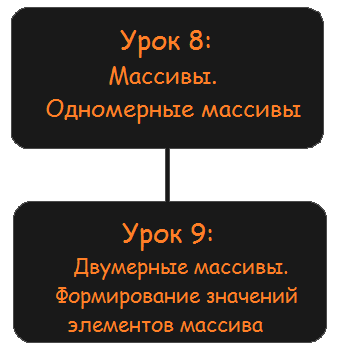 Урок 8:
Массивы.
Одномерные массивы
Урок 9:
Двумерные массивы.
Формирование значений
элементов массива